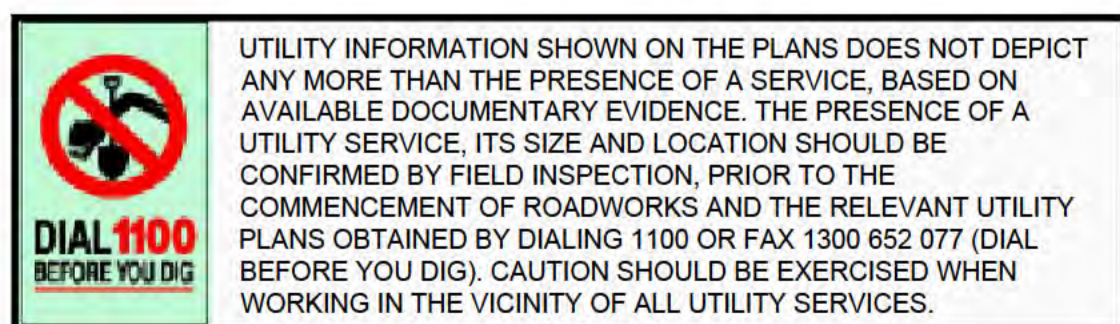 DIAL 1100
BEFORE YOU DIG
UTILITY INFORMATION SHOWN ON THE PLANS DOES NOT DEPICT
ANY MORE THAN THE PRESENCE OF A SERVICE, BASED ON
AVAILABLE DOCUMENTARY EVIDENCE. THE PRESENCE OF A
UTILITY SERVICE, ITS SIZE AND LOCATION SHOULD BE
CONFIRMED BY FIELD INSPECTION, PRIOR TO THE
COMMENCEMENT OF ROADWORKS AND THE RELEVANT UTILITY
PLANS OBTAINED BY DIALING 1100 OR FAX 1300 652 077 (DIAL
BEFORE YOU DIG). CAUTION SHOULD BE EXERCISED WHEN
WORKING IN THE VICINITY OF ALL UTILITY SERVICES.